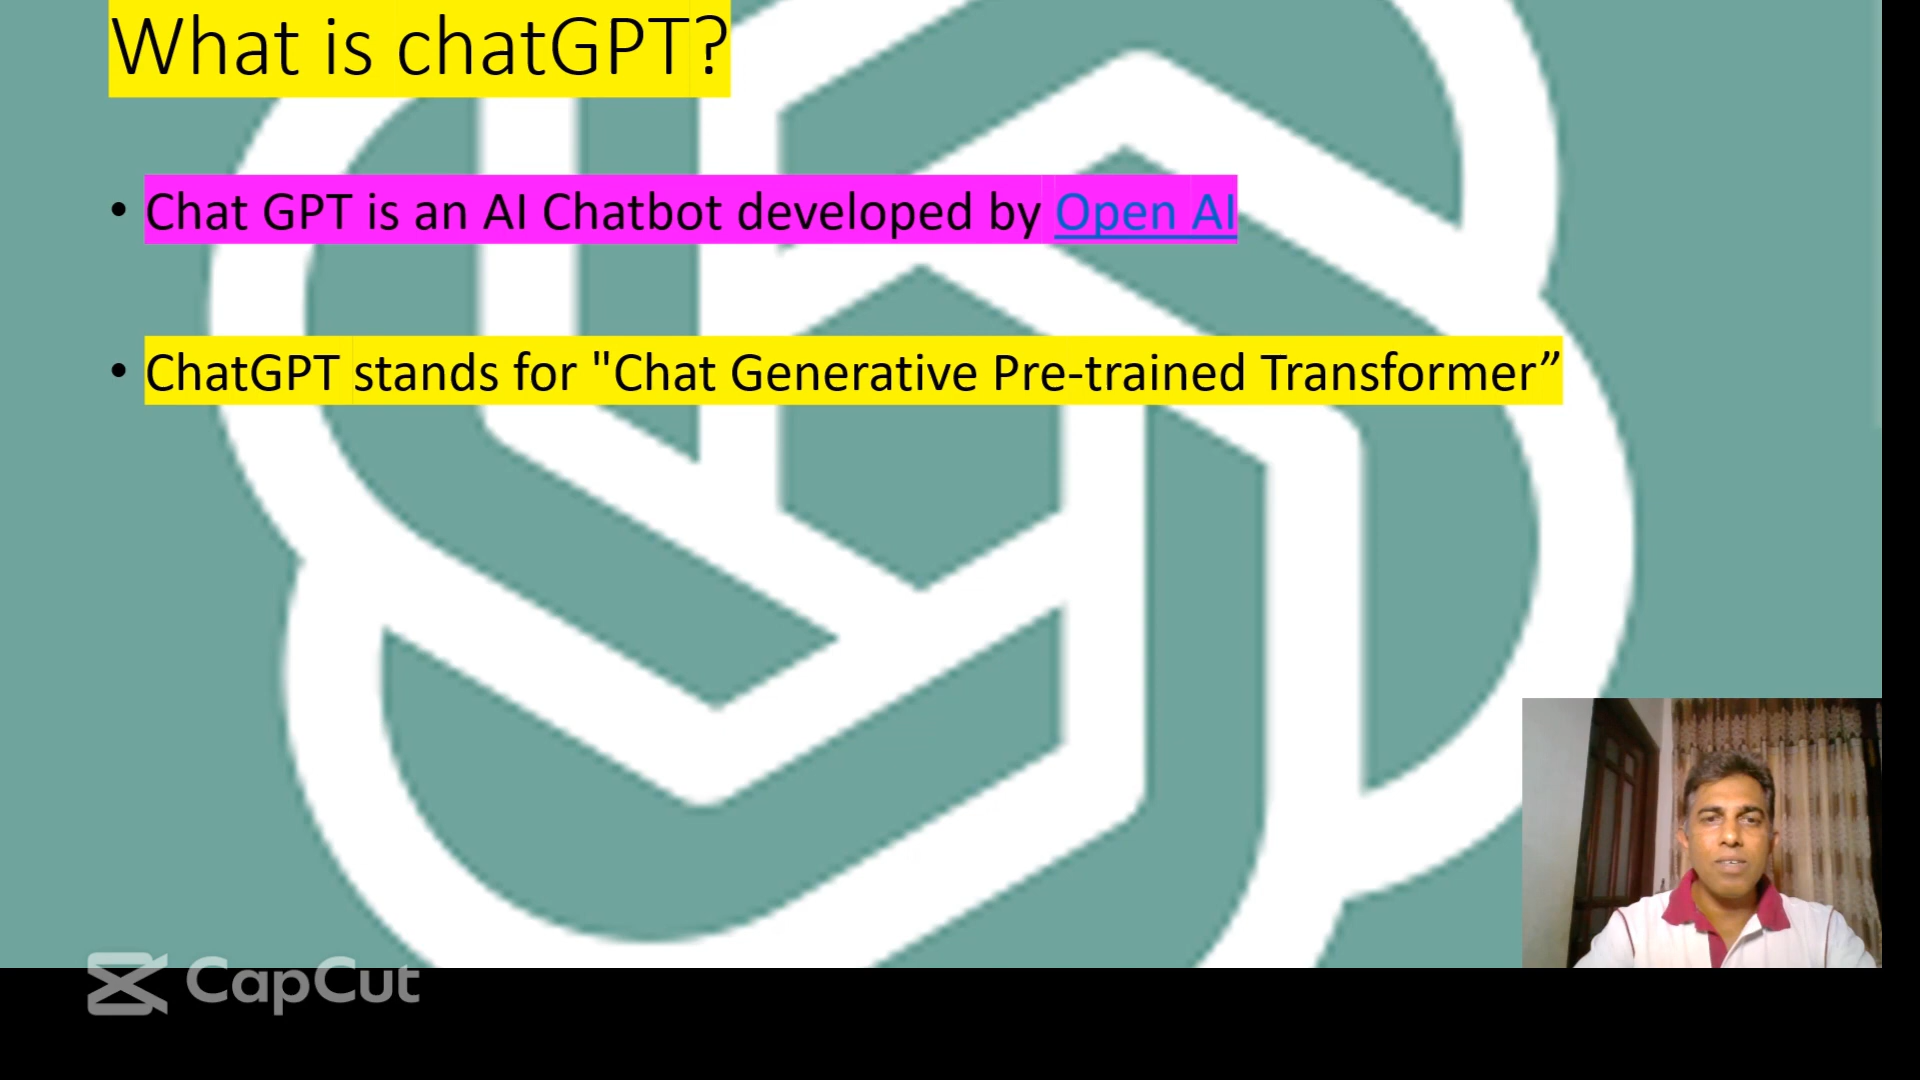 What is chatGPT?
• Chat GPT is an AI Chatbot developed by Open AI
• ChatGPT stands for "Chat Generative Pre-trained Transformer”
CapCut